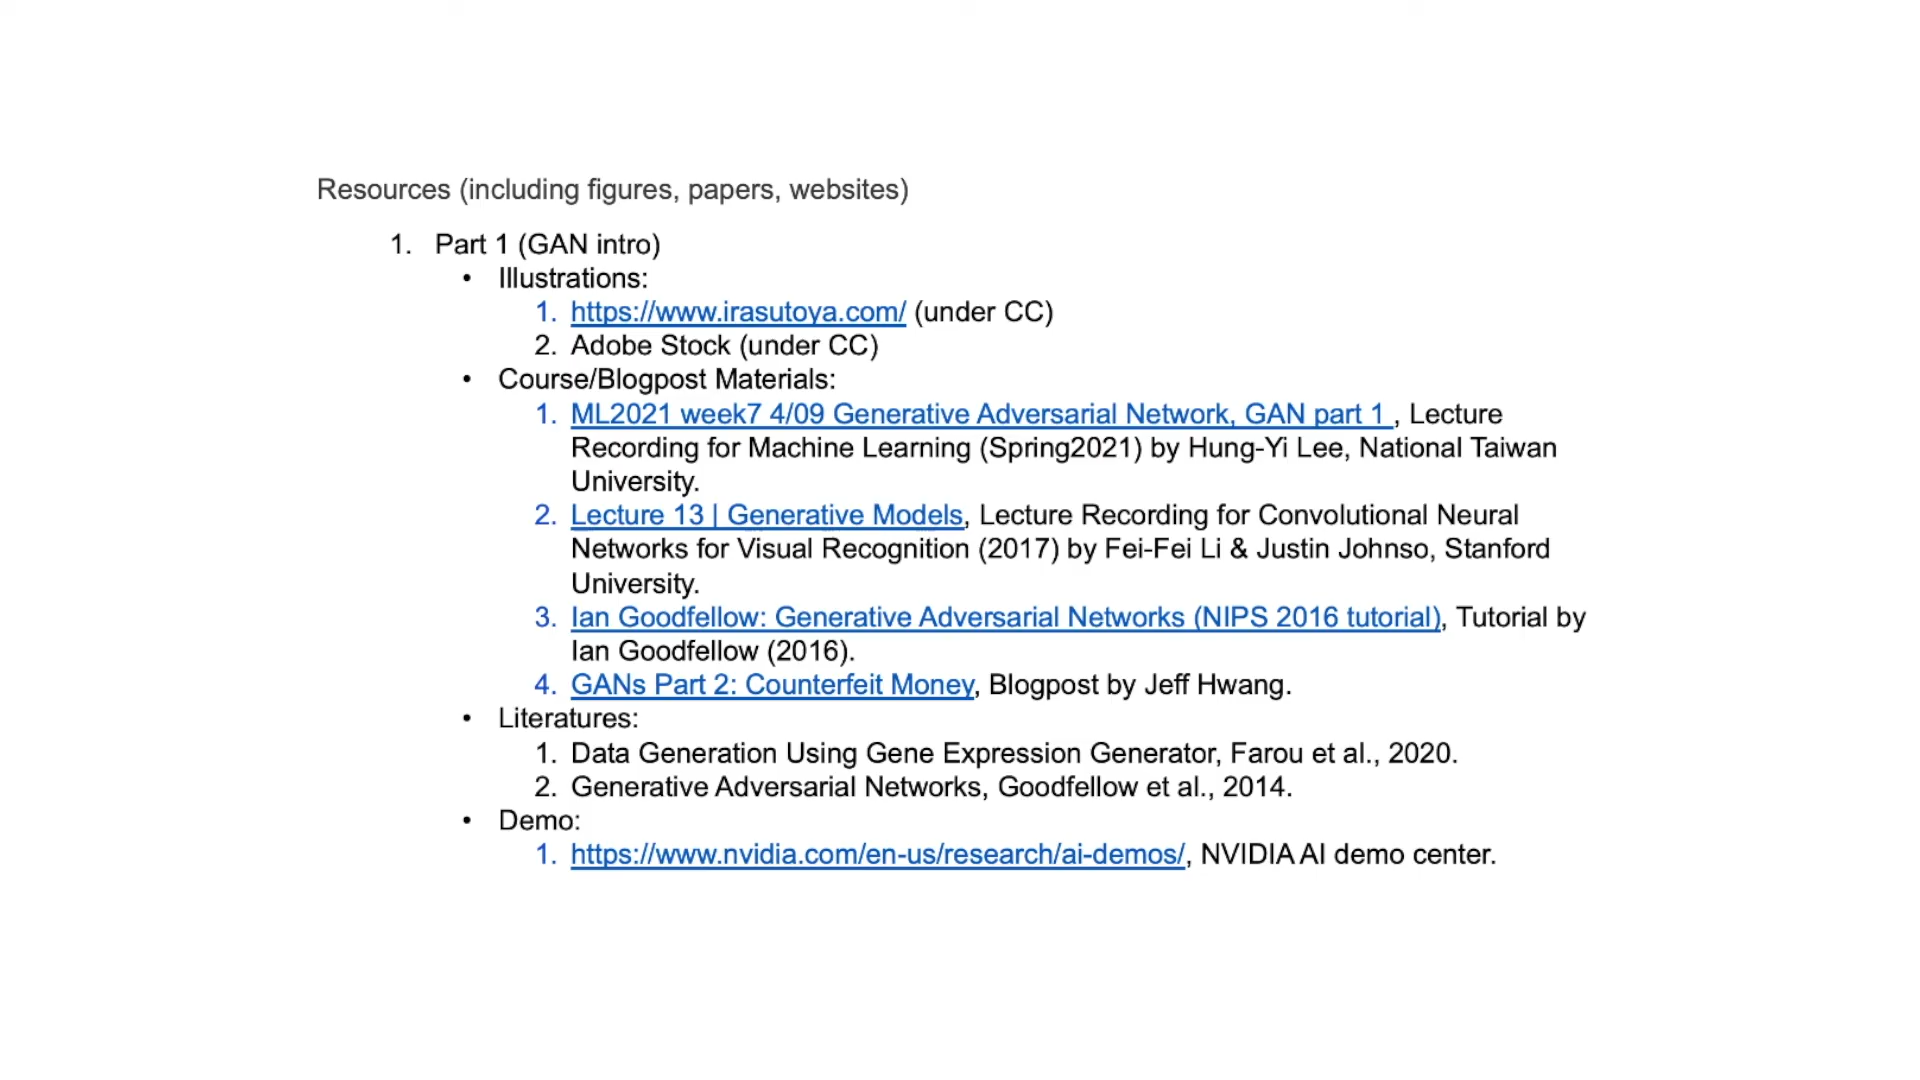 Resources (including figures, papers, websites)
1. Part 1 (GAN intro)
• Illustrations:
1. https://www.irasutoya.com/ (under CC)
2. Adobe Stock (under CC)
• Course/Blogpost Materials:
1. ML2021 week7 4/09 Generative Adversarial Network, GAN part 1 , Lecture
Recording for Machine Learning (Spring2021) by Hung-Yi Lee, National Taiwan
University.
2. Lecture 13 | Generative Models, Lecture Recording for Convolutional Neural
Networks for Visual Recognition (2017) by Fei-Fei Li & Justin Johnso, Stanford
University.
3. Ian Goodfellow: Generative Adversarial Networks (NIPS 2016 tutorial), Tutorial by
Ian Goodfellow (2016).
4. GANs Part 2: Counterfeit Money, Blogpost by Jeff Hwang.
• Literatures:
1. Data Generation Using Gene Expression Generator, Farou et al., 2020.
2. Generative Adversarial Networks, Goodfellow et al., 2014.
• Demo:
1. https://www.nvidia.com/en-us/research/ai-demos/, NVIDIA AI demo center.